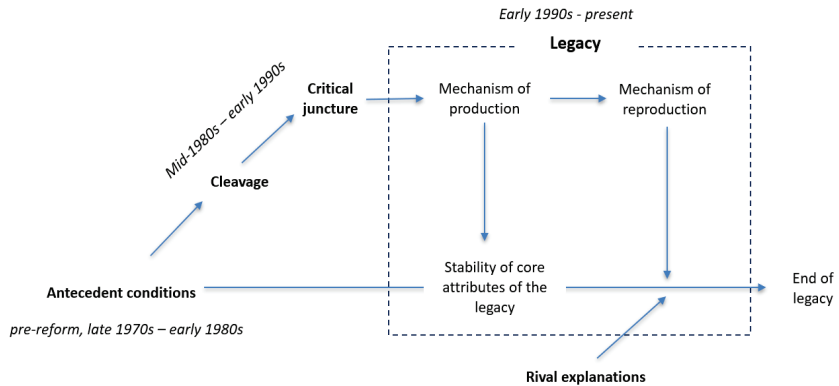 Early 1990s - present
Legacy
Mid-1980s – early 1990s
Critical
juncture
Mechanism of
production
Mechanism of
reproduction
Cleavage
Stability of core
attributes of the
legacy
Antecedent conditions
End of
legacy
pre-reform, late 1970s – early 1980s
Rival explanations